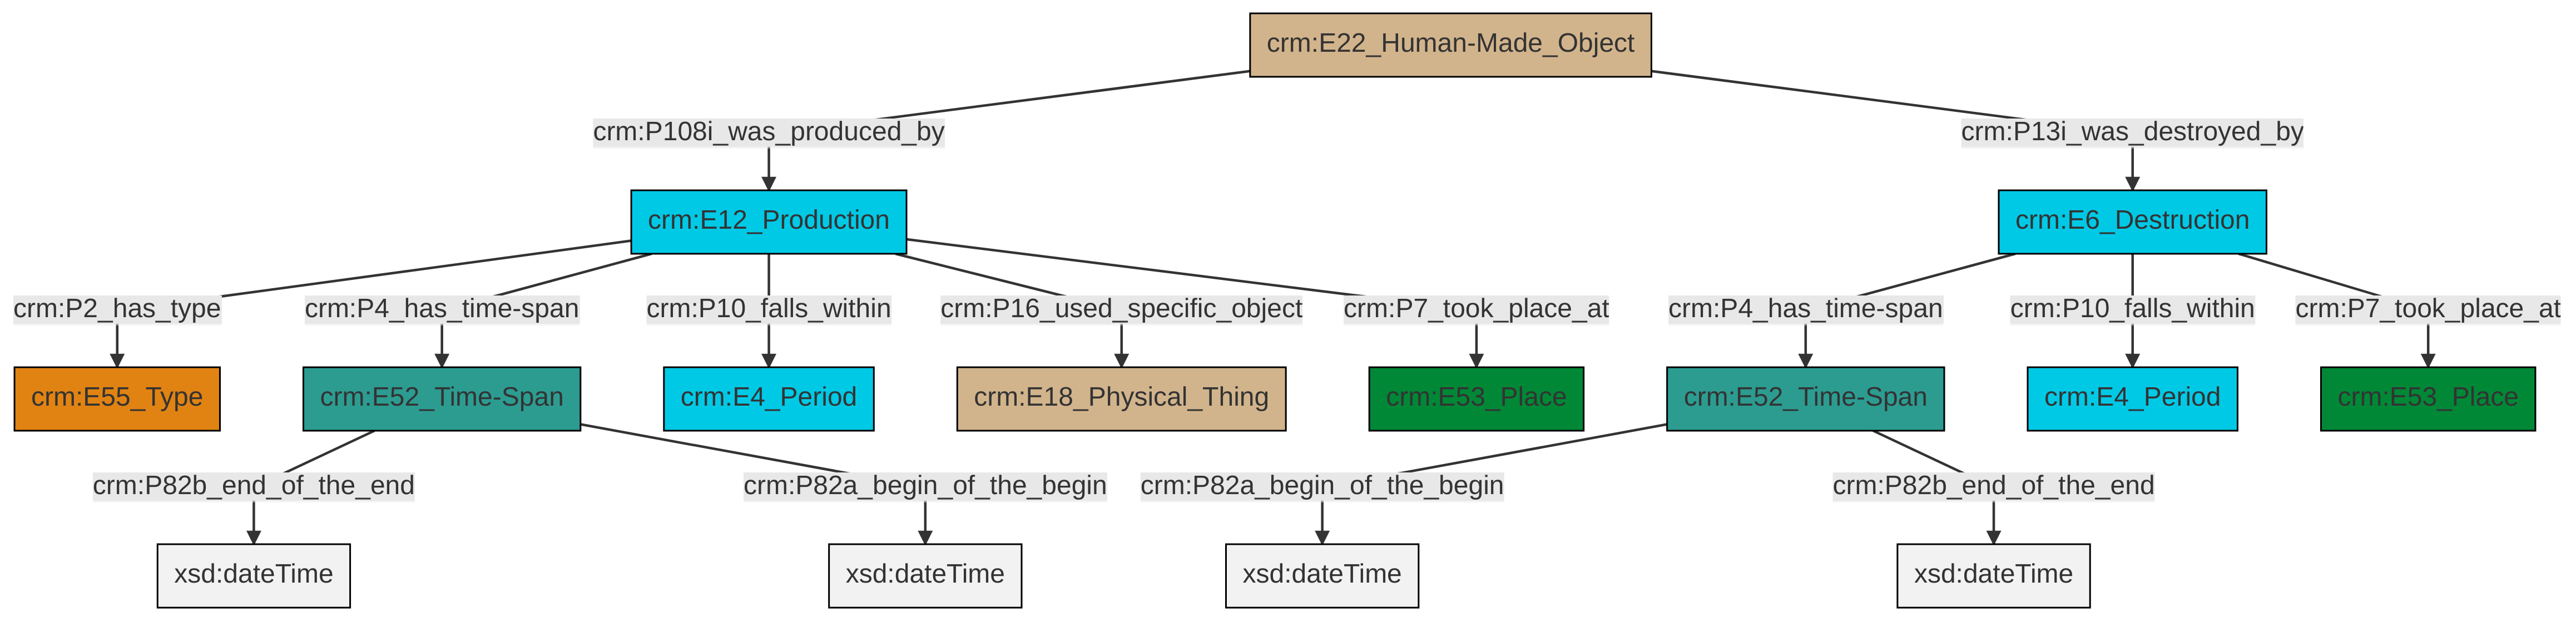 crm:E22_Human-Made_Object
crm:P108i_was_produced_by
crm:P13i_was_destroyed_by
crm:E12_Production
crm:E6_Destruction
crm:P2_has_type
crm:P4_has_time-span
crm:P10_falls_within
crm:P16_used_specific_object
crm:P7_took_place_at
crm:P4_has_time-span
crm:P10_falls_within
crm:P7_took_place_at
crm:E55_Type
crm:E52_Time-Span
crm:E4_Period
crm:E18_Physical_Thing
crm:E53_Place
crm:E52_Time-Span
crm:E4_Period
crm:E53_Place
crm:P82b_end_of_the_end
crm:P82a_begin_of_the_begin
crm:P82a_begin_of_the_begin
crm:P82b_end_of_the_end
xsd:dateTime
xsd:dateTime
xsd:dateTime
xsd:dateTime